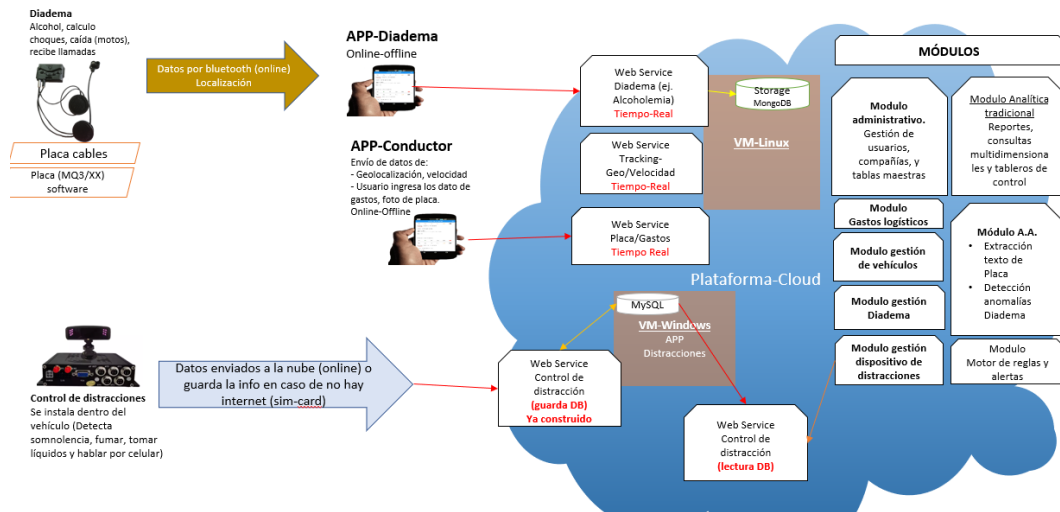 Diadema
Alcohol, calculo
choques, caída (motos),
recibe llamadas
Placa cables
Placa (MQ3/XX)
software
Datos por bluetooth (online)
Localización
APP-Diadema
Online-offline
APP-Conductor
Envío de datos de:
- Geolocalización, velocidad
- Usuario ingresa los dato de
gastos, foto de placa.
Online-Offline
Web Service
Diadema (ej.
Alcoholemia)
Tiempo-Real
Web Service
Tracking-
Geo/Velocidad
Tiempo-Real
Web Service
Placa/Gastos
Tiempo Real
Storage
MongoDB
VM-Linux
Plataforma-Cloud
MySQL
VM-Windows
APP
Distracciones
Web Service
Control de
distracción
(guarda DB)
Ya construido
Web Service
Control de
distracción
(lectura DB)
MÓDULOS
Modulo
administrativo.
Gestión de
usuarios,
compañías, y
tablas maestras
Modulo Analítica
tradicional
Reportes,
consultas
multidimensiona
les y tableros de
control
Modulo
Gastos logísticos
Modulo gestión
de vehículos
Modulo gestión
Diadema
Modulo gestión
dispositivo de
distracciones
Módulo A.A.
• Extracción
texto de
Placa
• Detección
anomalías
Diadema
Modulo
Motor de reglas y
alertas
Control de distracciones
Se instala dentro del
vehículo (Detecta
somnolencia, fumar, tomar
líquidos y hablar por celular)
Datos enviados a la nube (online) o
guarda la info en caso de no hay
internet (sim-card)